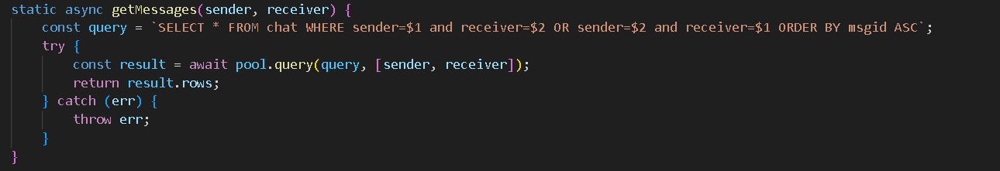 static async getMessages(sender, receiver) {
    const query = `SELECT * FROM chat WHERE sender=$1 and receiver=$2 OR sender=$2 and receiver=$1 ORDER BY msgid ASC`;
    try {
        const result = await pool.query(query, [sender, receiver]);
        return result.rows;
    } catch (err) {
        throw err;
    }
}